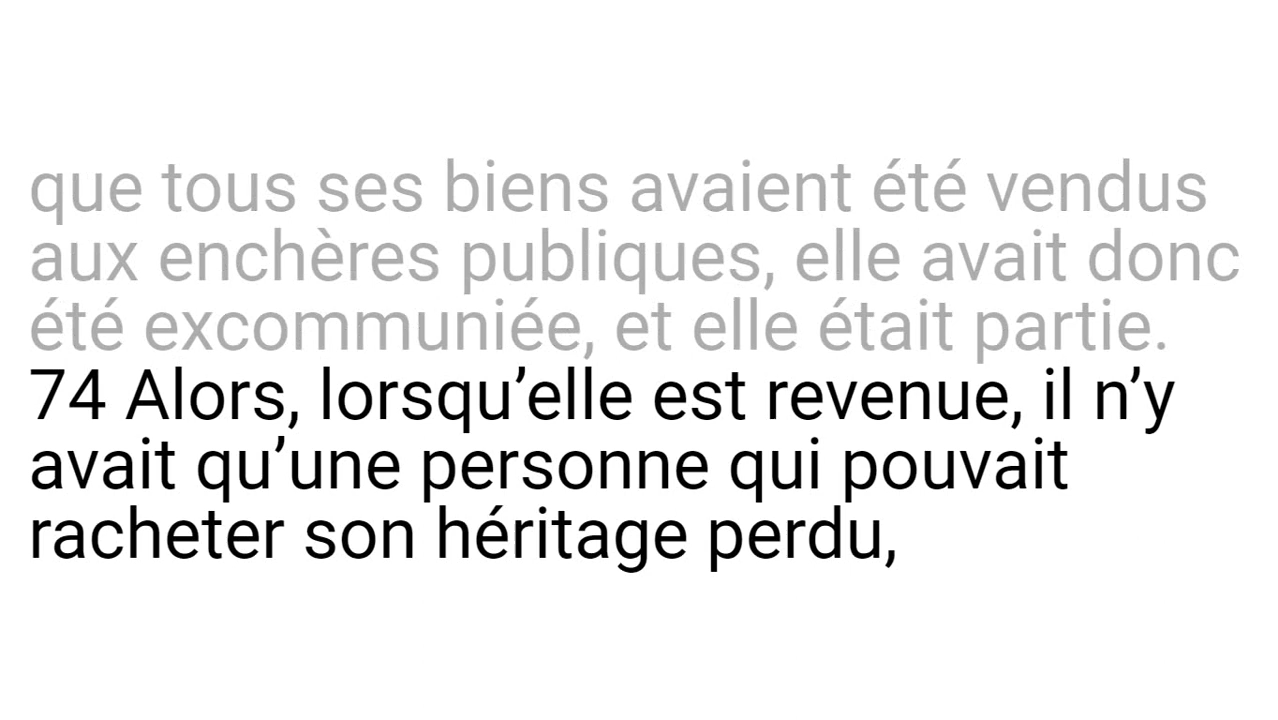 que tous ses biens avaient été vendus
aux enchères publiques, elle avait donc
été excommuniée, et elle était partie.
74 Alors, lorsqu’elle est revenue, il n’y
avait qu’une personne qui pouvait
racheter son héritage perdu,